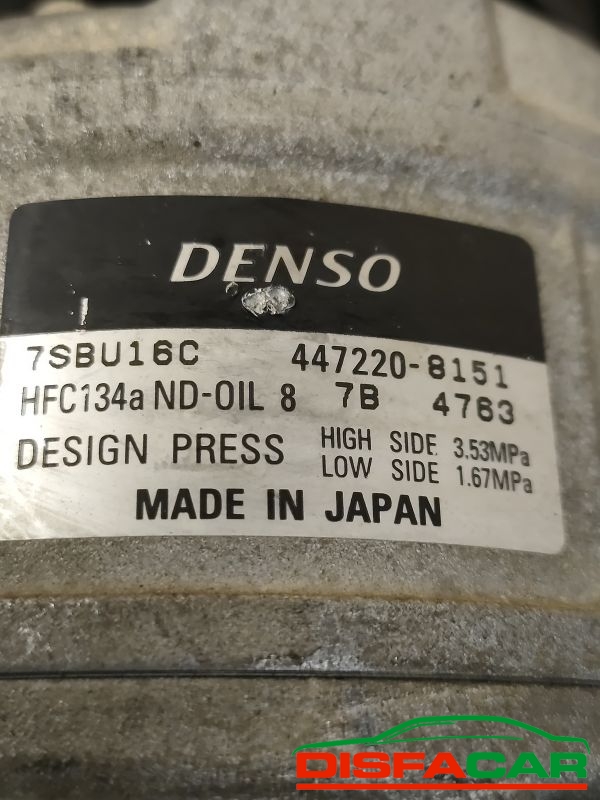 DENSO
7SBU16C 447220-8151
HFC134a ND-OIL 8 7B 4763
DESIGN PRESS HIGH SIDE 3.53MPa
LOW SIDE 1.67MPa
MADE IN JAPAN
DISFACAR